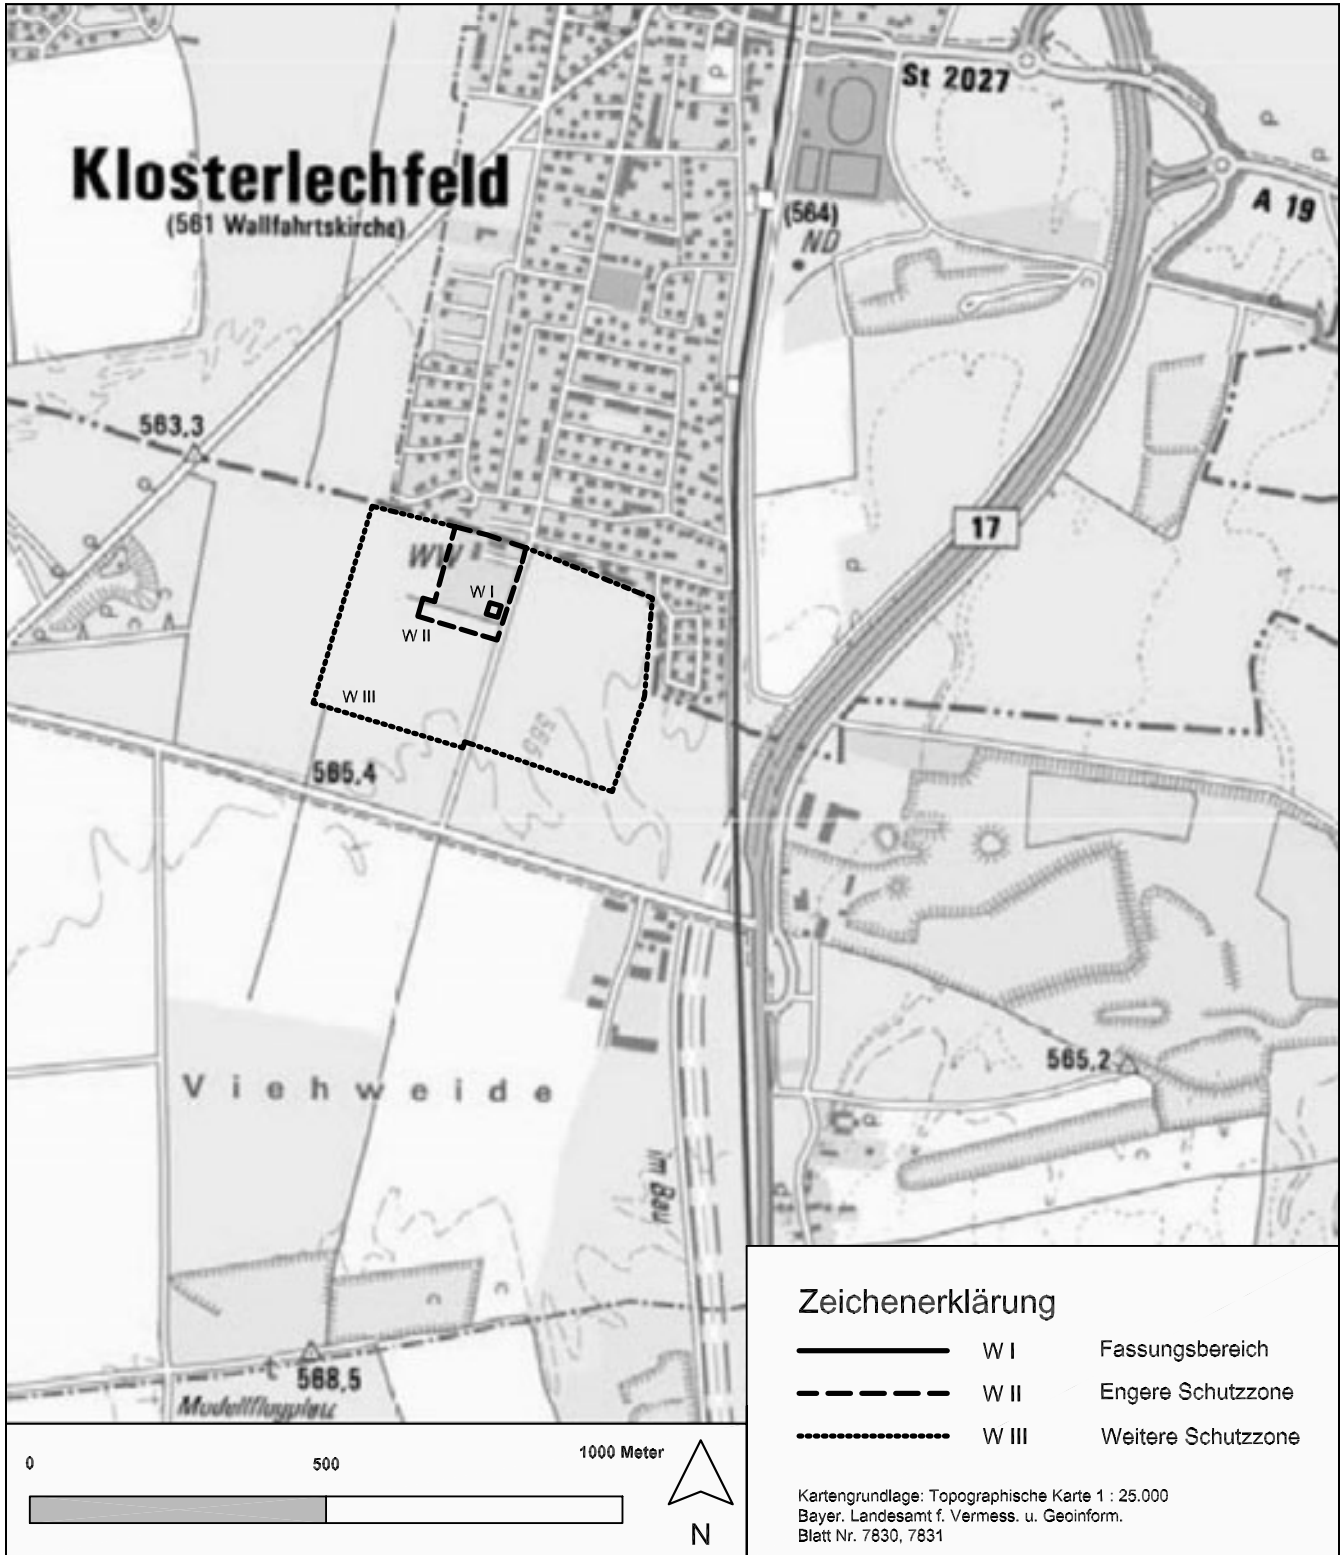 St 2027
Klosterlechfeld
(561 Wallfahrtskirche)
A 19
(564)
ND
563,3
17
WW
W I
W II
W III
566
565,4
565,2
Viehweide
im Bau
568,5
Modellflugplatz
Zeichenerklärung
W I Fassungsbereich
W II Engere Schutzzone
W III Weitere Schutzzone
0 500 1000 Meter
N
Kartengrundlage: Topographische Karte 1 : 25.000
Bayer. Landesamt f. Vermess. u. Geoinform.
Blatt Nr. 7830, 7831